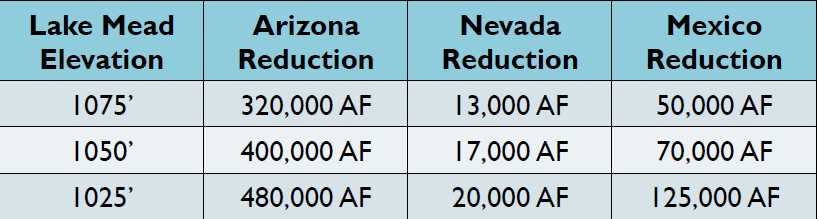 Lake Mead Elevation | Arizona Reduction | Nevada Reduction | Mexico Reduction
1075’ | 320,000 AF | 13,000 AF | 50,000 AF
1050’ | 400,000 AF | 17,000 AF | 70,000 AF
1025’ | 480,000 AF | 20,000 AF | 125,000 AF